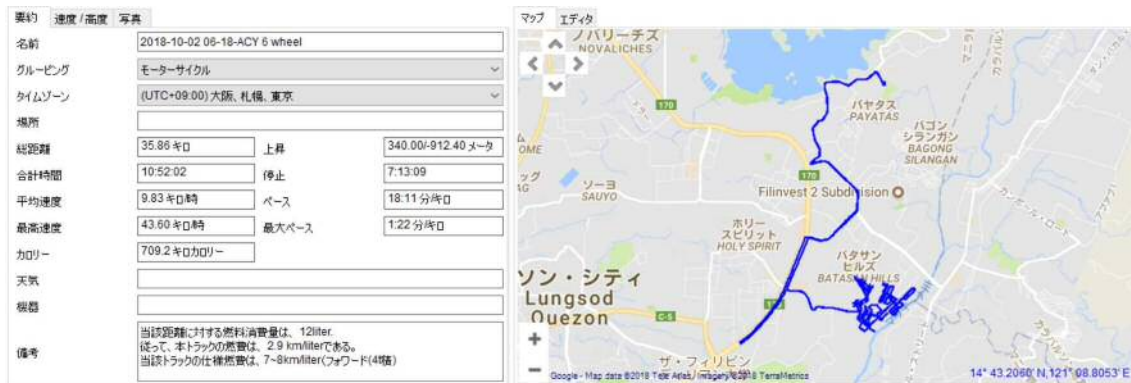 要約 速度 / 高度 写真
名前 2018-10-02 06-18-ACY 6 wheel
グルーピング モーターサイクル
タイムゾーン (UTC+09:00) 大阪、札幌、東京
場所
総距離 35.86 キロ 上昇 340.00/-912.40 メータ
合計時間 10:52:02 停止 7:13:09
平均速度 9.83 キロ/時 ペース 18:11 分/キロ
最高速度 43.60 キロ/時 最大ペース 1:22 分/キロ
カロリー 709.2 キロカロリー
天気
機器
備考
当該距離に対する燃料消費量は、12liter.
従って、本トラックの燃費は、2.9 km/literである。
当該トラックの仕様燃費は、7~8km/liter(フォワード(4t積)
マップ エディタ
ノバリーチズ
NOVALICHES
170
パヤタス
PAYATAS
バゴン
シランガン
BAGONG
SILANGAN
170
Filinvest 2 Subdivision
ソーヨ
SAUYO
ホリー
スピリット
HOLY SPIRIT
バタサン
ヒルズ
BATASAN HILLS
ソン・シティ
Lungsod
Quezon
C-5
ザ・フィリピン
Google - Map data ©2018 Tele Atlas, Imagery ©2018 TerraMetrics
14° 43.2060' N,121° 08.8053' E